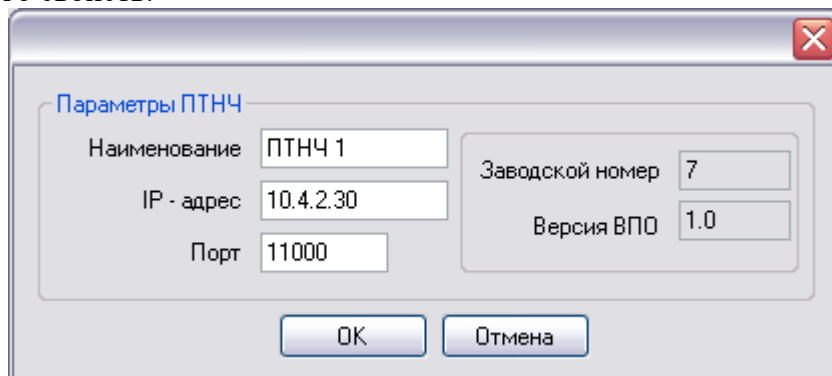 Параметры ПТНЧ
Наименование ПТНЧ 1
IP - адрес 10.4.2.30
Порт 11000
Заводской номер 7
Версия ВПО 1.0
OK Отмена